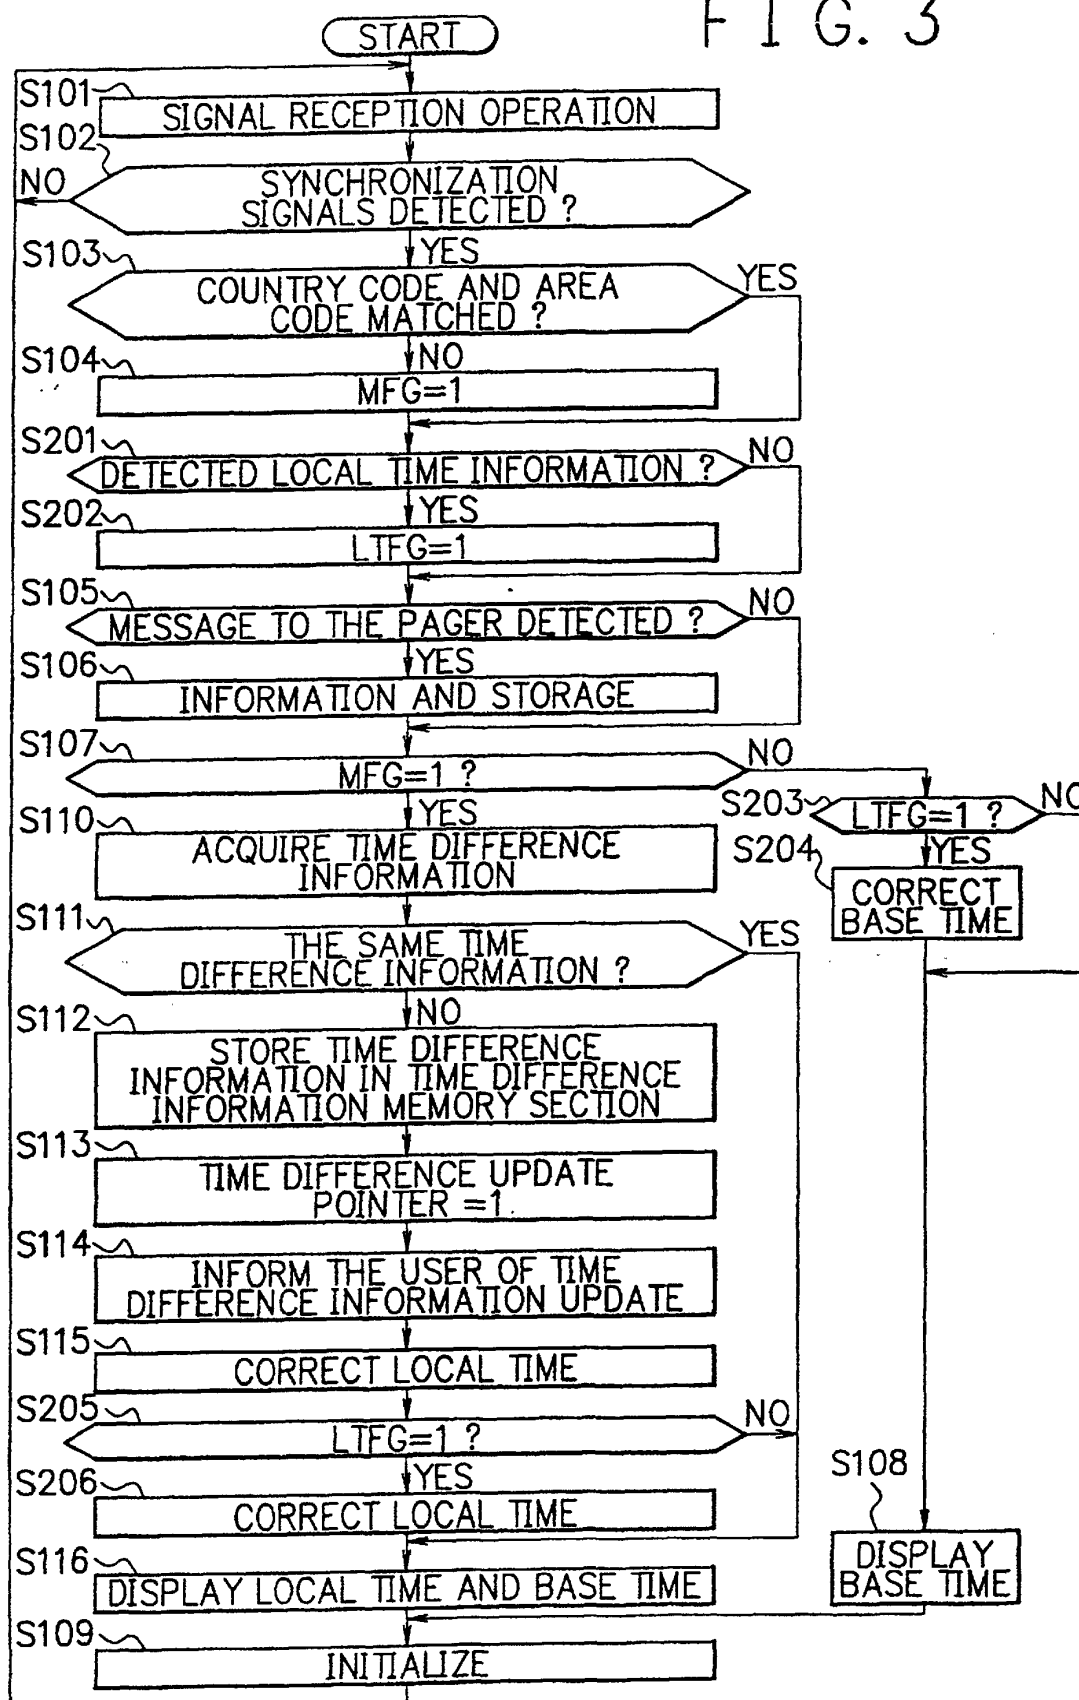 FIG. 3
START
S101
SIGNAL RECEPTION OPERATION
S102
NO
SYNCHRONIZATION
SIGNALS DETECTED ?
YES
S103
COUNTRY CODE AND AREA
CODE MATCHED ?
YES
NO
S104
MFG=1
S201
DETECTED LOCAL TIME INFORMATION ?
NO
YES
S202
LTFG=1
S105
MESSAGE TO THE PAGER DETECTED ?
NO
YES
S106
INFORMATION AND STORAGE
S107
MFG=1 ?
NO
YES
S203
LTFG=1 ?
NO
YES
S204
CORRECT
BASE TIME
S110
ACQUIRE TIME DIFFERENCE
INFORMATION
S111
THE SAME TIME
DIFFERENCE INFORMATION ?
YES
NO
S112
STORE TIME DIFFERENCE
INFORMATION IN TIME DIFFERENCE
INFORMATION MEMORY SECTION
S113
TIME DIFFERENCE UPDATE
POINTER =1
S114
INFORM THE USER OF TIME
DIFFERENCE INFORMATION UPDATE
S115
CORRECT LOCAL TIME
S205
LTFG=1 ?
NO
YES
S206
CORRECT LOCAL TIME
S108
DISPLAY
BASE TIME
S116
DISPLAY LOCAL TIME AND BASE TIME
S109
INITIALIZE